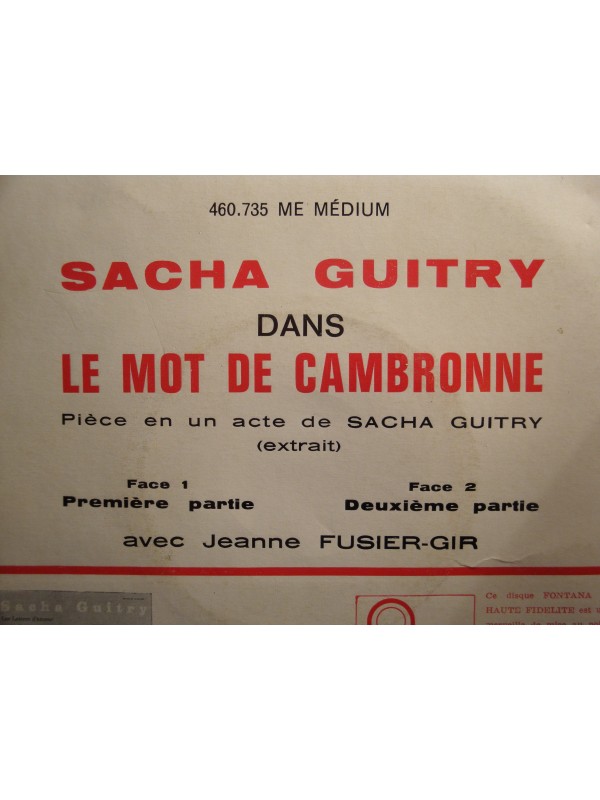 460.735 ME MÉDIUM
SACHA GUITRY
DANS
LE MOT DE CAMBRONNE
Pièce en un acte de SACHA GUITRY
(extrait)
Face 1
Première partie
Face 2
Deuxième partie
avec Jeanne FUSIER-GIR
Sacha Guitry
Ce disque FONTANA
HAUTE FIDELITE est u